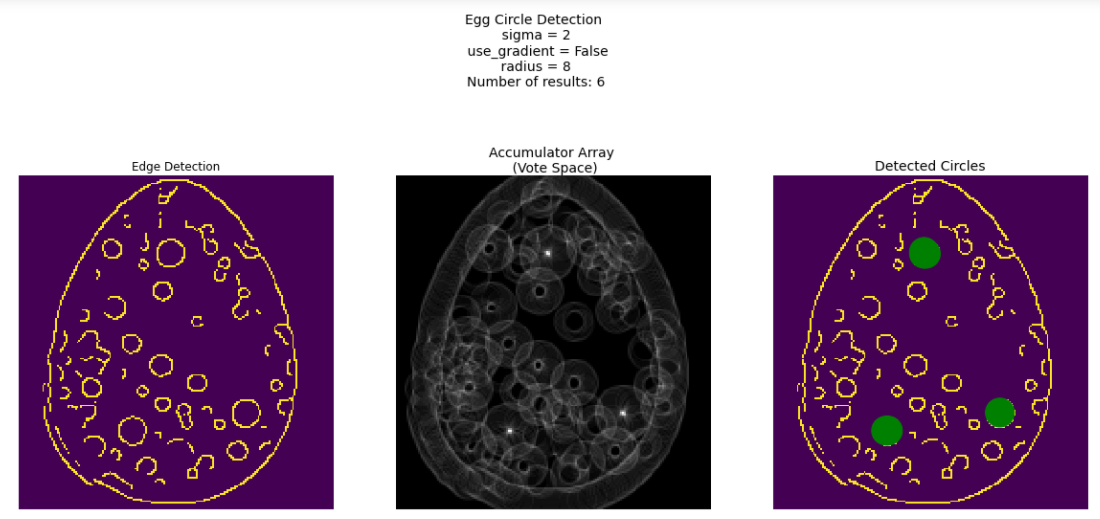 Egg Circle Detection
sigma = 2
use_gradient = False
radius = 8
Number of results: 6
Edge Detection
Accumulator Array
(Vote Space)
Detected Circles